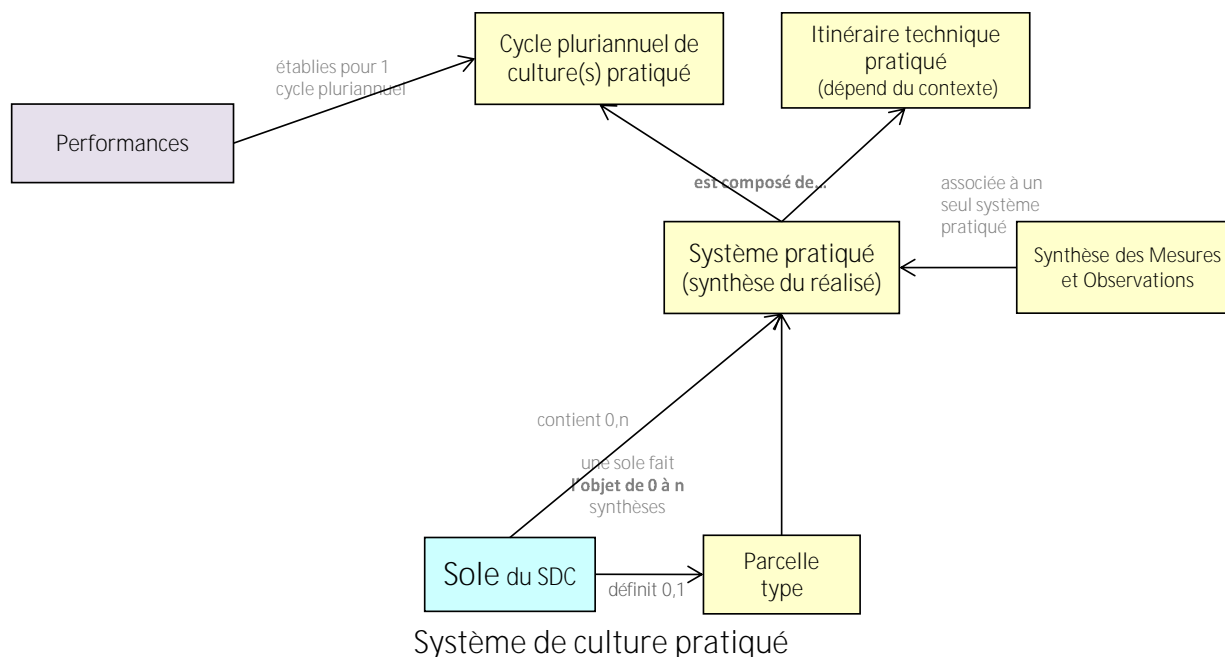 Cycle pluriannuel de
culture(s) pratiqué
Itinéraire technique
pratiqué
(dépend du contexte)
établies pour 1
cycle pluriannuel
Performances
est composé de…
associée à un
seul système
pratiqué
Système pratiqué
(synthèse du réalisé)
Synthèse des Mesures
et Observations
contient 0,n
une sole fait
l'objet de 0 à n
synthèses
Sole du SDC
définit 0,1
Parcelle
type
Système de culture pratiqué